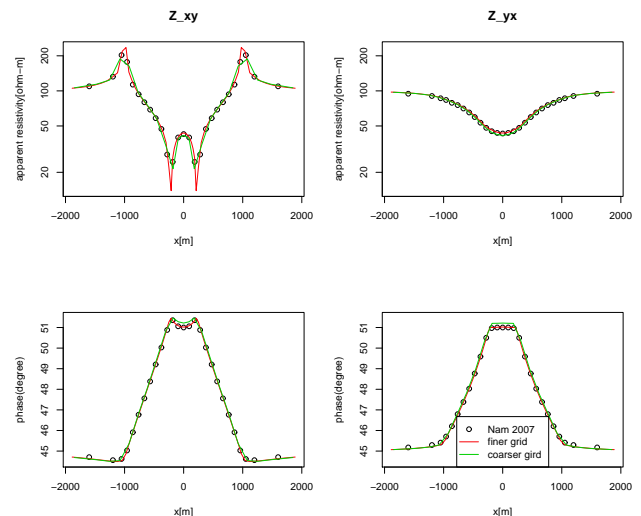 Z_xy
Z_yx
apparent resistivity[ohm−m]
200
100
50
20
−2000 −1000 0 1000 2000
x[m]
apparent resistivity[ohm−m]
200
100
50
20
−2000 −1000 0 1000 2000
x[m]
phase(degree)
51
50
49
48
47
46
45
−2000 −1000 0 1000 2000
x[m]
phase(degree)
51
50
49
48
47
46
45
Nam 2007
finer grid
coarser gird
−2000 −1000 0 1000 2000
x[m]